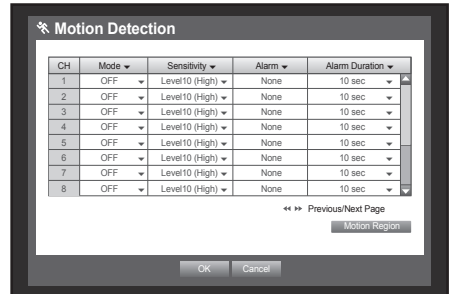 Motion Detection
CH Mode Sensitivity Alarm Alarm Duration
1 OFF Level10 (High) None 10 sec
2 OFF Level10 (High) None 10 sec
3 OFF Level10 (High) None 10 sec
4 OFF Level10 (High) None 10 sec
5 OFF Level10 (High) None 10 sec
6 OFF Level10 (High) None 10 sec
7 OFF Level10 (High) None 10 sec
8 OFF Level10 (High) None 10 sec
Previous/Next Page
Motion Region
OK Cancel